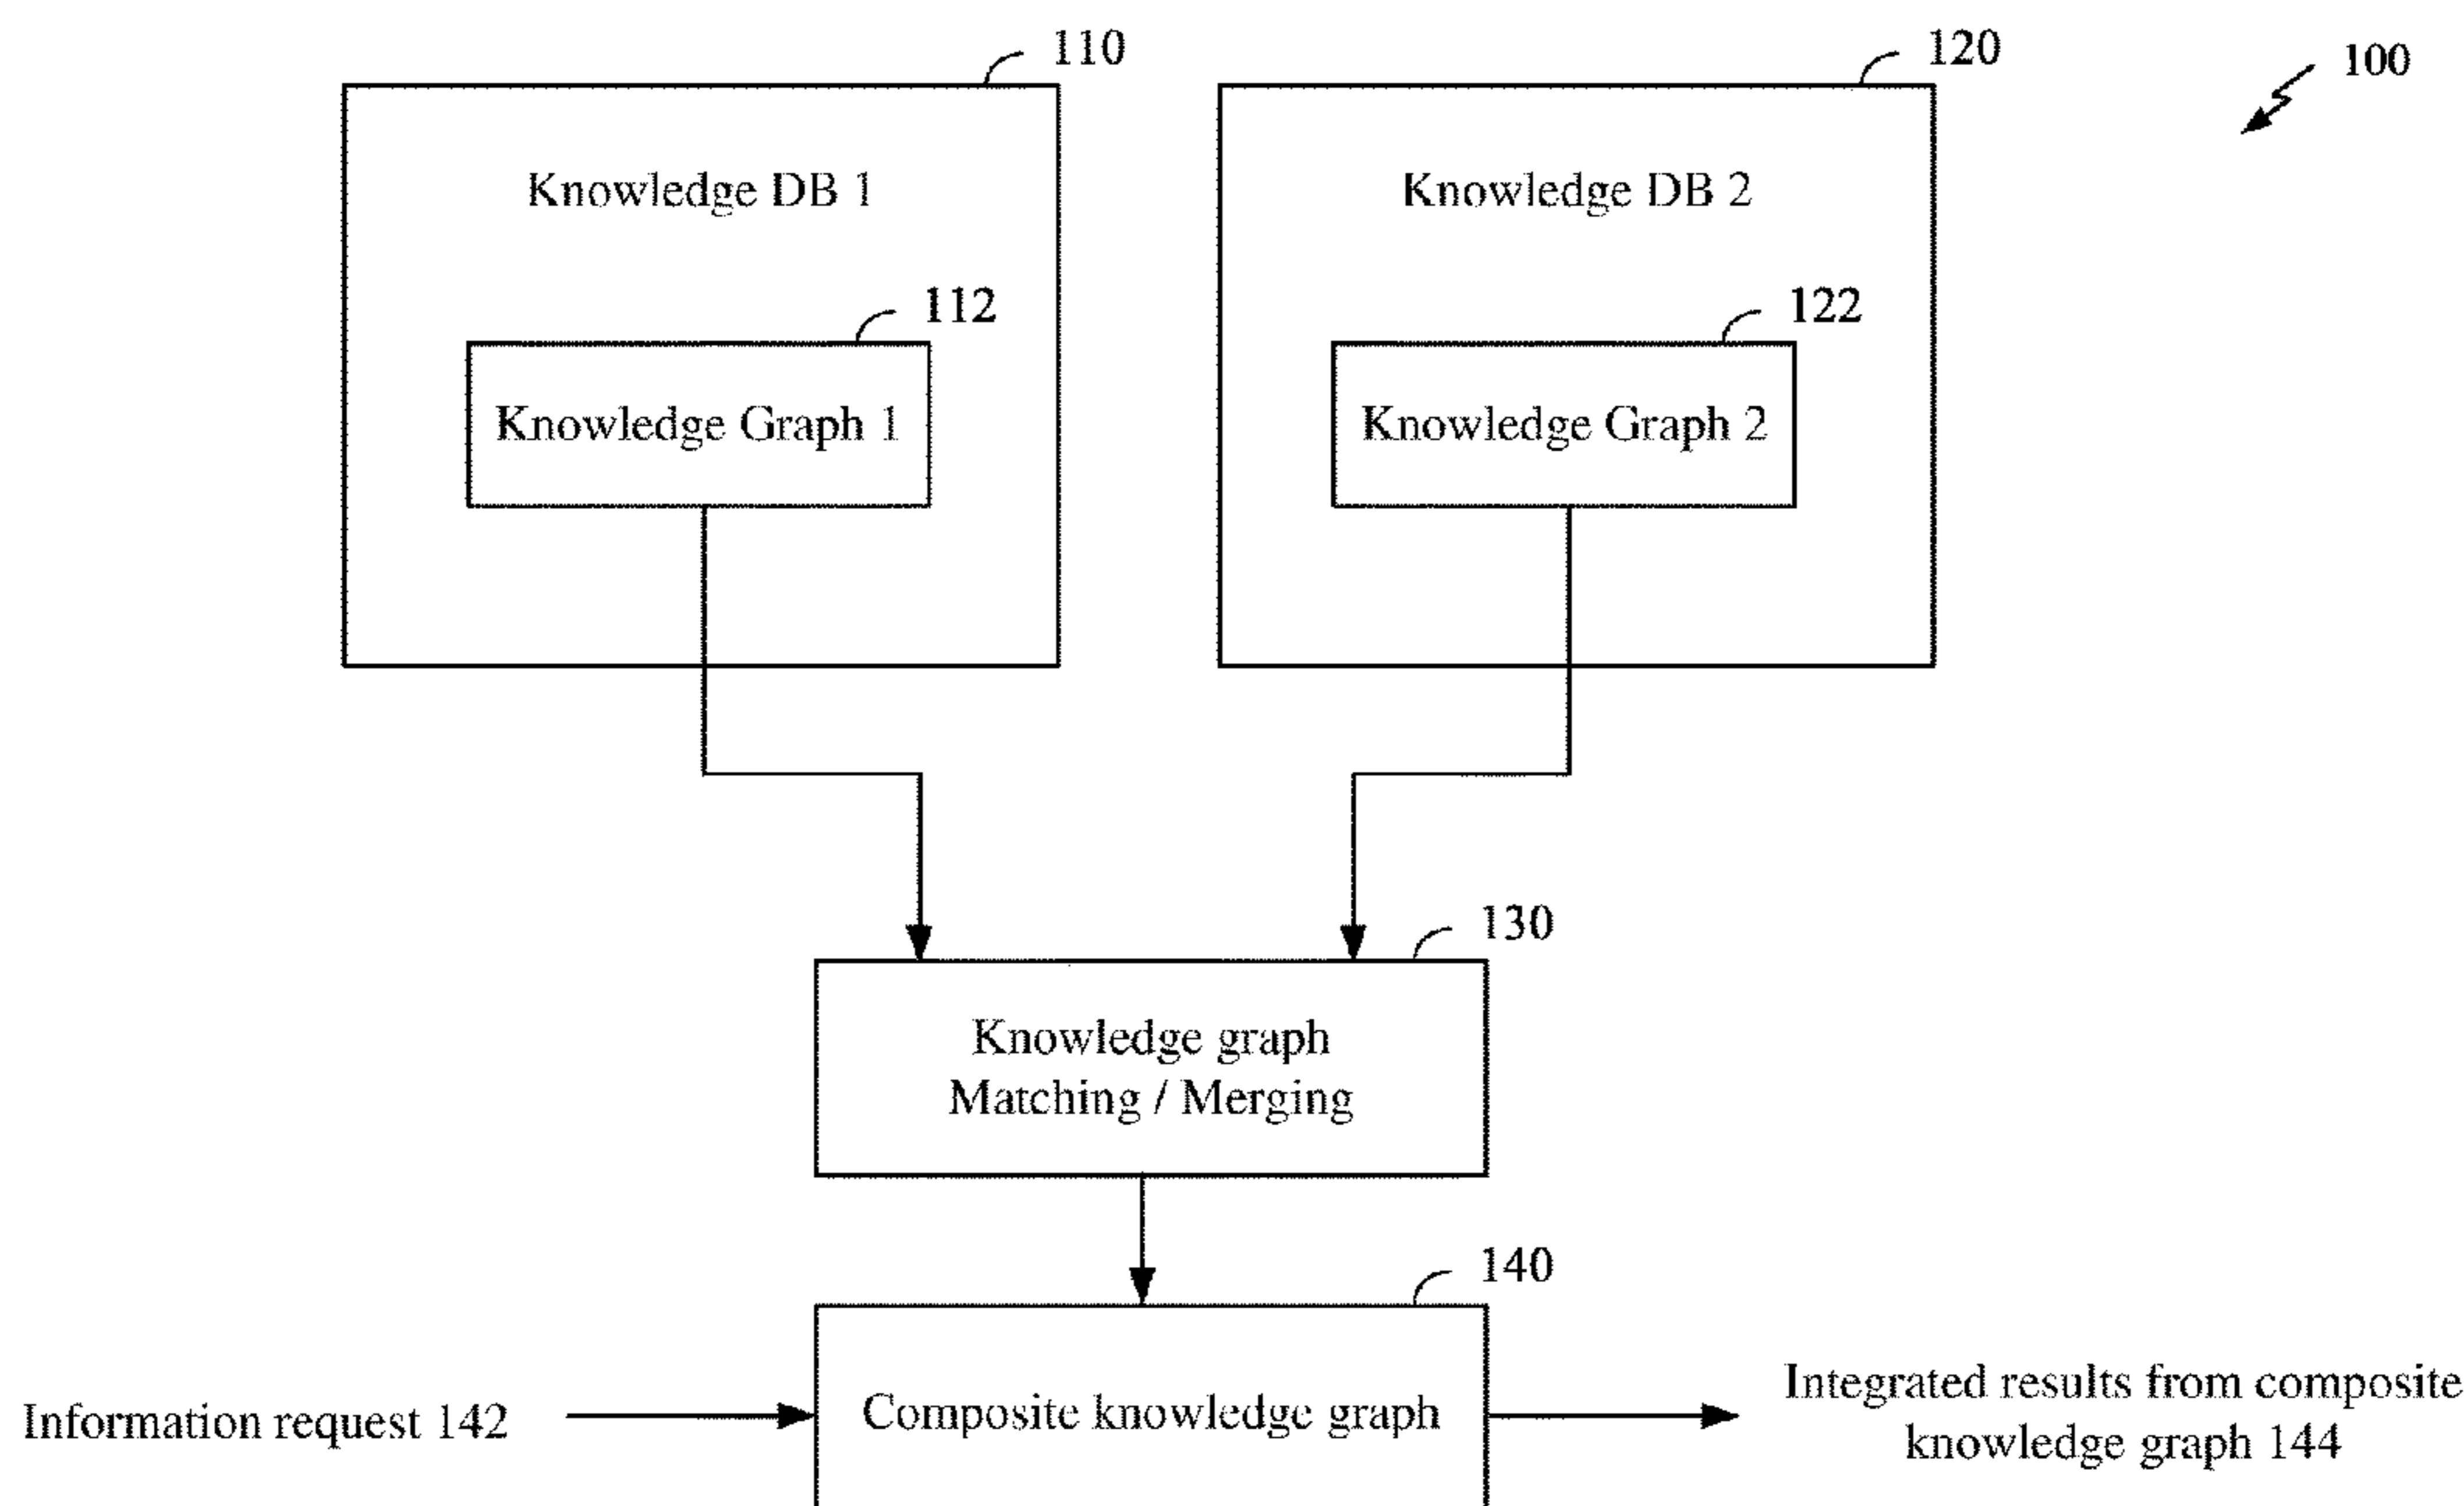 110
120
100
Knowledge DB 1
Knowledge DB 2
112
122
Knowledge Graph 1
Knowledge Graph 2
130
Knowledge graph
Matching / Merging
140
Information request 142
Composite knowledge graph
Integrated results from composite
knowledge graph 144